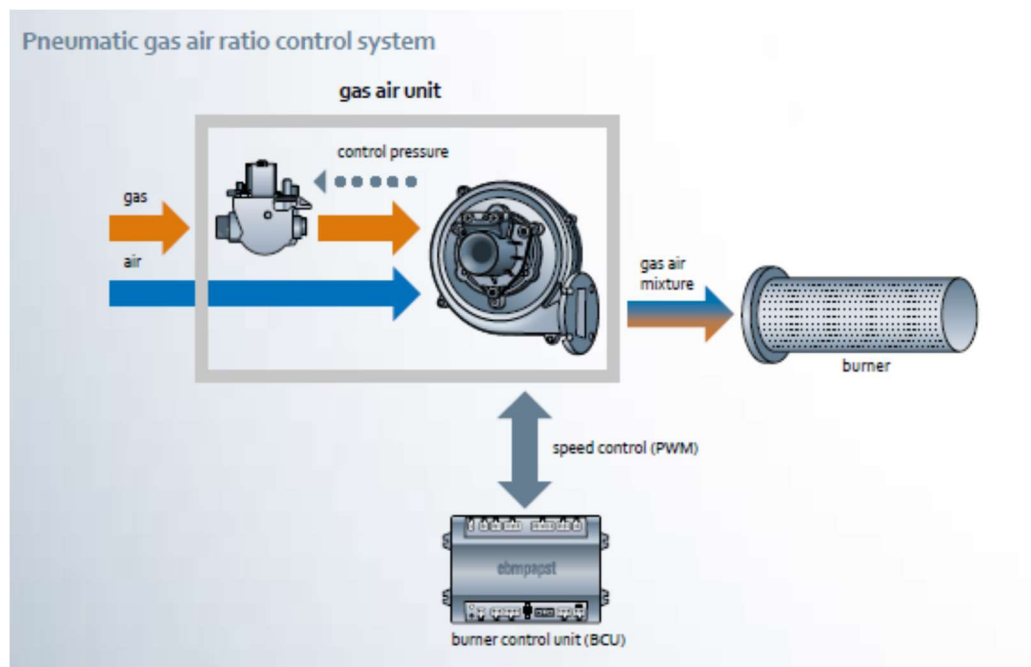 Pneumatic gas air ratio control system
gas air unit
control pressure
gas
air
gas air
mixture
burner
speed control (PWM)
ebmpapst
burner control unit (BCU)